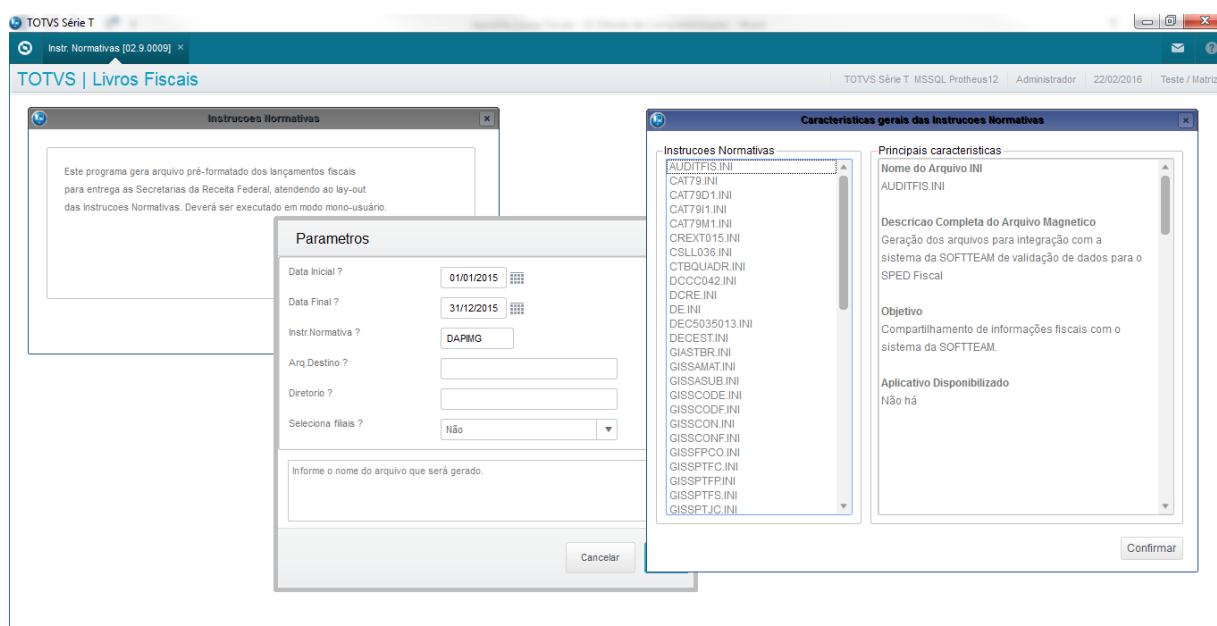 TOTVS Série T
Instr. Normativas [02.9.0009] ×
TOTVS | Livros Fiscais
TOTVS Série T MSSQL Protheus12
Administrador
22/02/2016
Teste / Matriz
Instrucoes Normativas
Este programa gera arquivo pré-formatado dos lançamentos fiscais
para entrega as Secretarias da Receita Federal, atendendo ao lay-out
das Instrucoes Normativas. Deverá ser executado em modo mono-usuário.
Parametros
Data Inicial ?
01/01/2015
Data Final ?
31/12/2015
Instr.Normativa ?
DAPIMG
Arq.Destino ?
Diretorio ?
Seleciona filiais ?
Não
Informe o nome do arquivo que será gerado.
Cancelar
Caracteristicas gerais das Instrucoes Normativas
Instrucoes Normativas
AUDITFIS.INI
CAT79.INI
CAT79D1.INI
CAT79I1.INI
CAT79M1.INI
CREXT015.INI
CSLL036.INI
CTBQUADR.INI
DCCC042.INI
DCRE.INI
DE.INI
DEC5035013.INI
DECEST.INI
GIASTBR.INI
GISSAMAT.INI
GISSASUB.INI
GISSCODE.INI
GISSCODF.INI
GISSCON.INI
GISSCONF.INI
GISSFPCO.INI
GISSPTFC.INI
GISSPTFP.INI
GISSPTFS.INI
GISSPTJC.INI
Principais caracteristicas
Nome do Arquivo INI
AUDITFIS.INI
Descricao Completa do Arquivo Magnetico
Geração dos arquivos para integração com a
sistema da SOFTTEAM de validação de dados para o
SPED Fiscal
Objetivo
Compartilhamento de informações fiscais com o
sistema da SOFTTEAM.
Aplicativo Disponibilizado
Não há
Confirmar